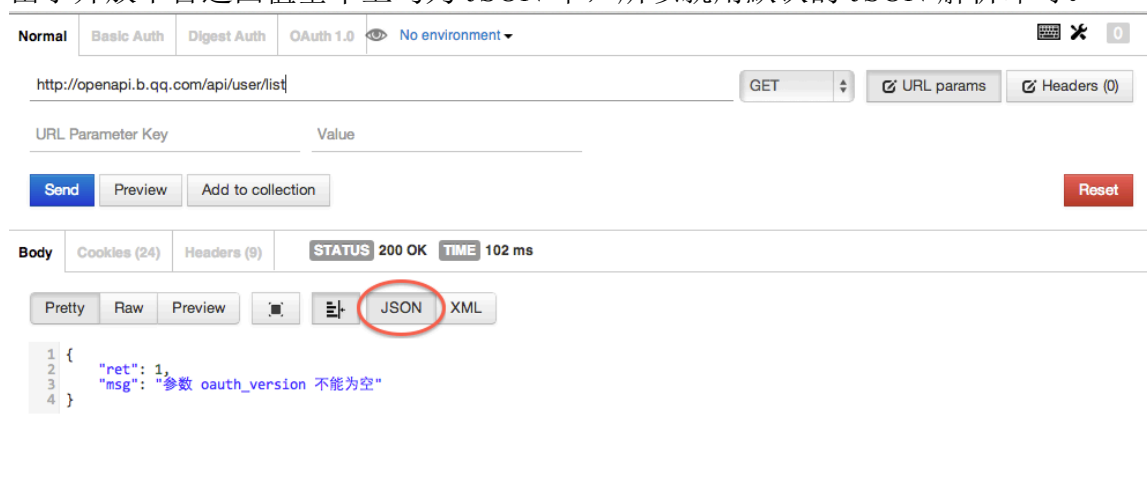 Normal Basic Auth Digest Auth OAuth 1.0 No environment 0
http://openapi.b.qq.com/api/user/list GET URL params Headers (0)
URL Parameter Key Value
Send Preview Add to collection Reset
Body Cookies (24) Headers (9) STATUS 200 OK TIME 102 ms
Pretty Raw Preview JSON XML
1 {
2 "ret": 1,
3 "msg": "参数 oauth_version 不能为空"
4 }